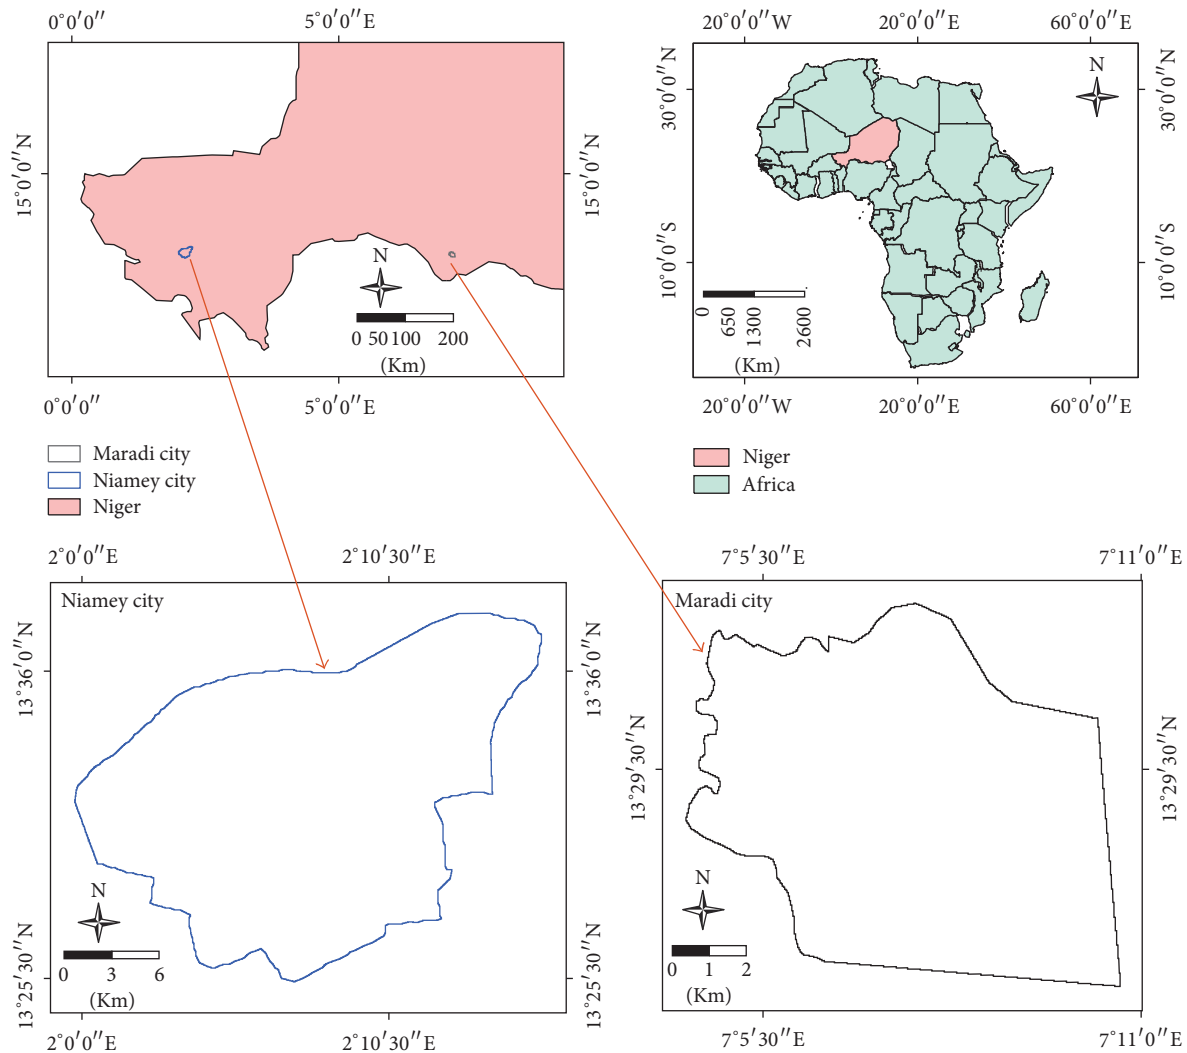 0°0′0″
5°0′0″E
15°0′0″N
15°0′0″N
N
0 50 100 200
(Km)
0°0′0″
5°0′0″E
20°0′0″W
20°0′0″E
60°0′0″E
30°0′0″N
30°0′0″N
N
10°0′0″S
10°0′0″S
0 650 1300 2600
(Km)
20°0′0″W
20°0′0″E
60°0′0″E
Maradi city
Niamey city
Niger
Niger
Africa
2°0′0″E
2°10′30″E
Niamey city
13°36′0″N
13°36′0″N
N
0 3 6
(Km)
13°25′30″N
13°25′30″N
2°0′0″E
2°10′30″E
7°5′30″E
7°11′0″E
Maradi city
13°29′30″N
13°29′30″N
N
0 1 2
(Km)
7°5′30″E
7°11′0″E